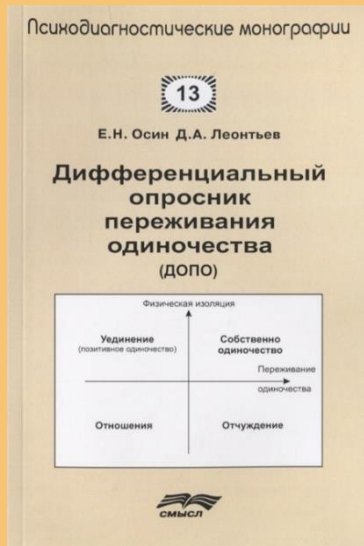 Психодиагностические монографии
13
Е.Н. Осин Д.А. Леонтьев
Дифференциальный
опросник
переживания
одиночества
(ДОПО)
Физическая изоляция
Уединение
(позитивное одиночество)
Собственно
одиночество
Переживание
одиночества
Отношения
Отчуждение
СМЫСЛ